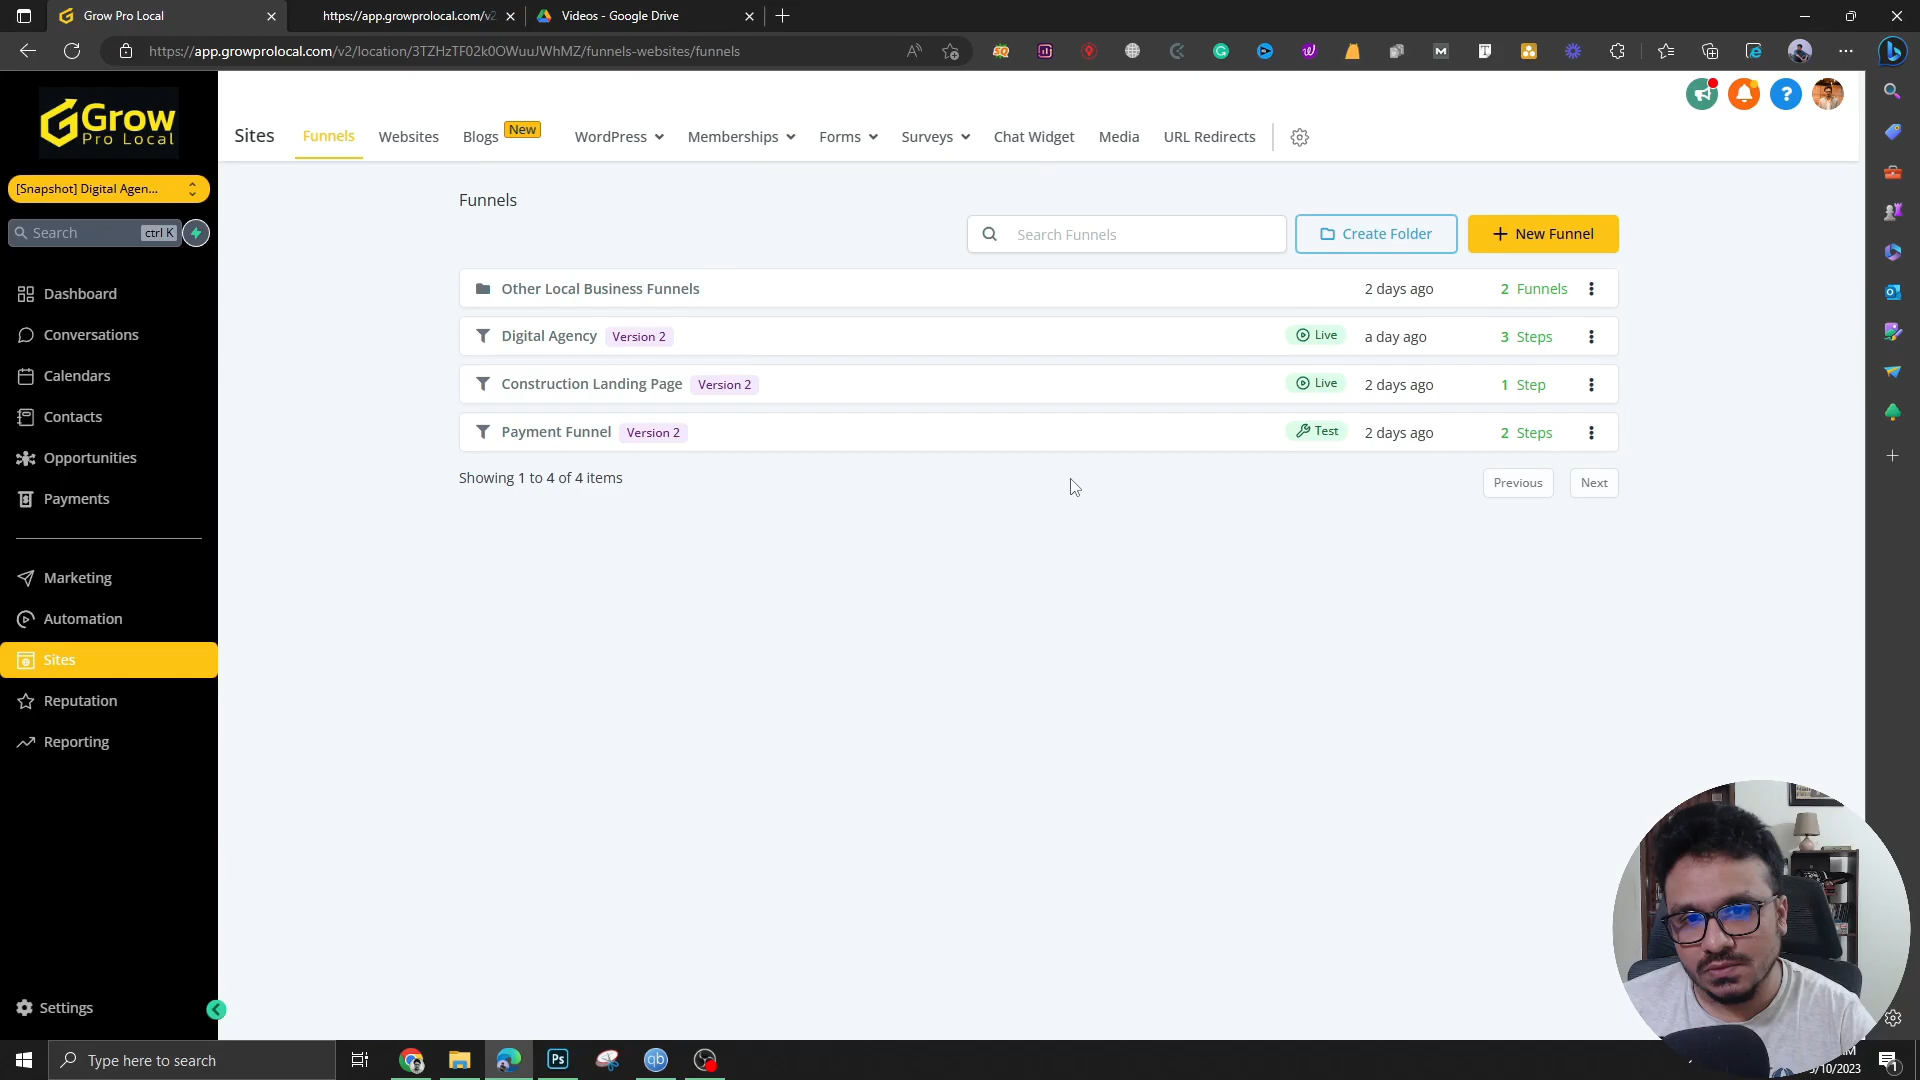 Grow Pro Local
https://app.growprolocal.com/v2
Videos - Google Drive
https://app.growprolocal.com/v2/location/3TZHzTF02k0OWuuJWhMZ/funnels-websites/funnels
Grow
Pro Local
[Snapshot] Digital Agen...
Search ctrl K
Dashboard
Conversations
Calendars
Contacts
Opportunities
Payments
Marketing
Automation
Sites
Reputation
Reporting
Settings
Sites Funnels Websites Blogs New WordPress Memberships Forms Surveys Chat Widget Media URL Redirects
Funnels
Search Funnels Create Folder + New Funnel
Other Local Business Funnels 2 days ago 2 Funnels
Digital Agency Version 2 Live a day ago 3 Steps
Construction Landing Page Version 2 Live 2 days ago 1 Step
Payment Funnel Version 2 Test 2 days ago 2 Steps
Showing 1 to 4 of 4 items Previous Next
Type here to search
Ps
qb
/10/2023
1